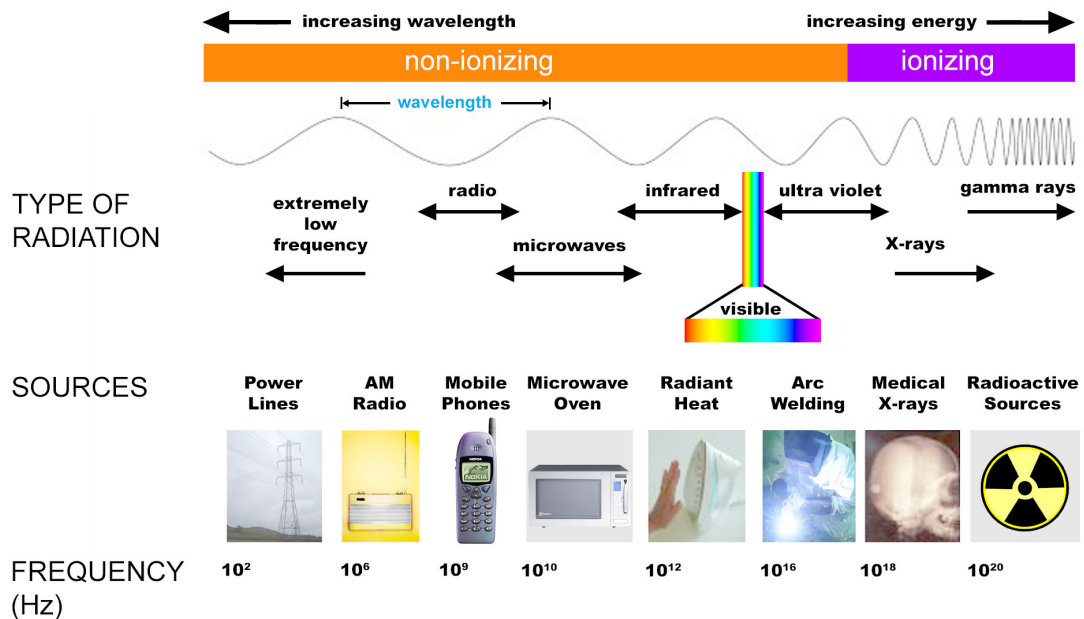 increasing wavelength
increasing energy
non-ionizing
ionizing
wavelength
TYPE OF
RADIATION
extremely
low
frequency
radio
microwaves
infrared
visible
ultra violet
X-rays
gamma rays
SOURCES
Power
Lines
AM
Radio
Mobile
Phones
Microwave
Oven
Radiant
Heat
Arc
Welding
Medical
X-rays
Radioactive
Sources
NOKIA
NOKIA
FREQUENCY
(Hz)
10²
10⁶
10⁹
10¹⁰
10¹²
10¹⁶
10¹⁸
10²⁰